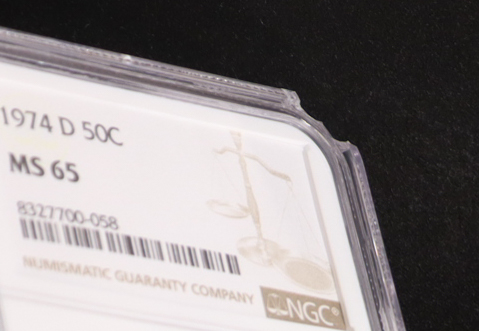 1974 D 50C
MS 65
8327700-058
NUMISMATIC GUARANTY COMPANY
NGC®